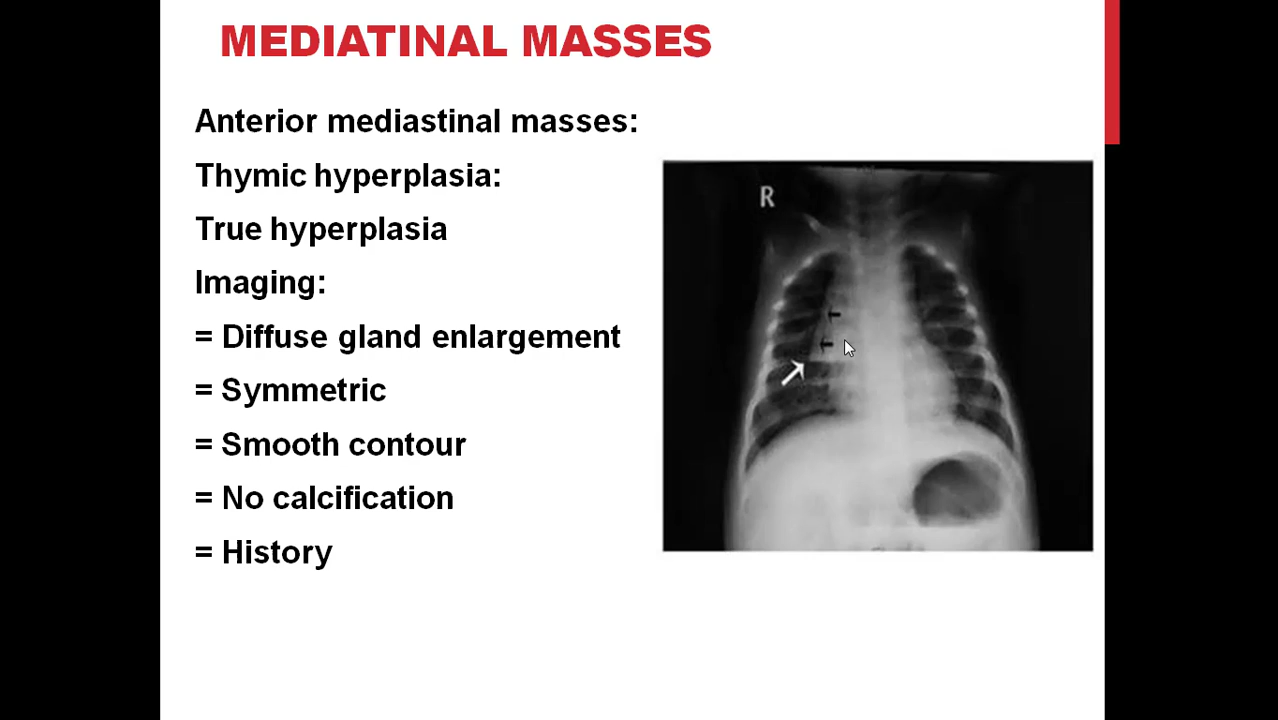 MEDIATINAL MASSES
Anterior mediastinal masses:
Thymic hyperplasia:
True hyperplasia
Imaging:
= Diffuse gland enlargement
= Symmetric
= Smooth contour
= No calcification
= History
R